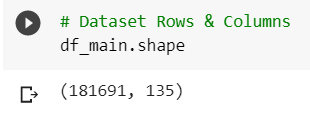 # Dataset Rows & Columns
df_main.shape
(181691, 135)